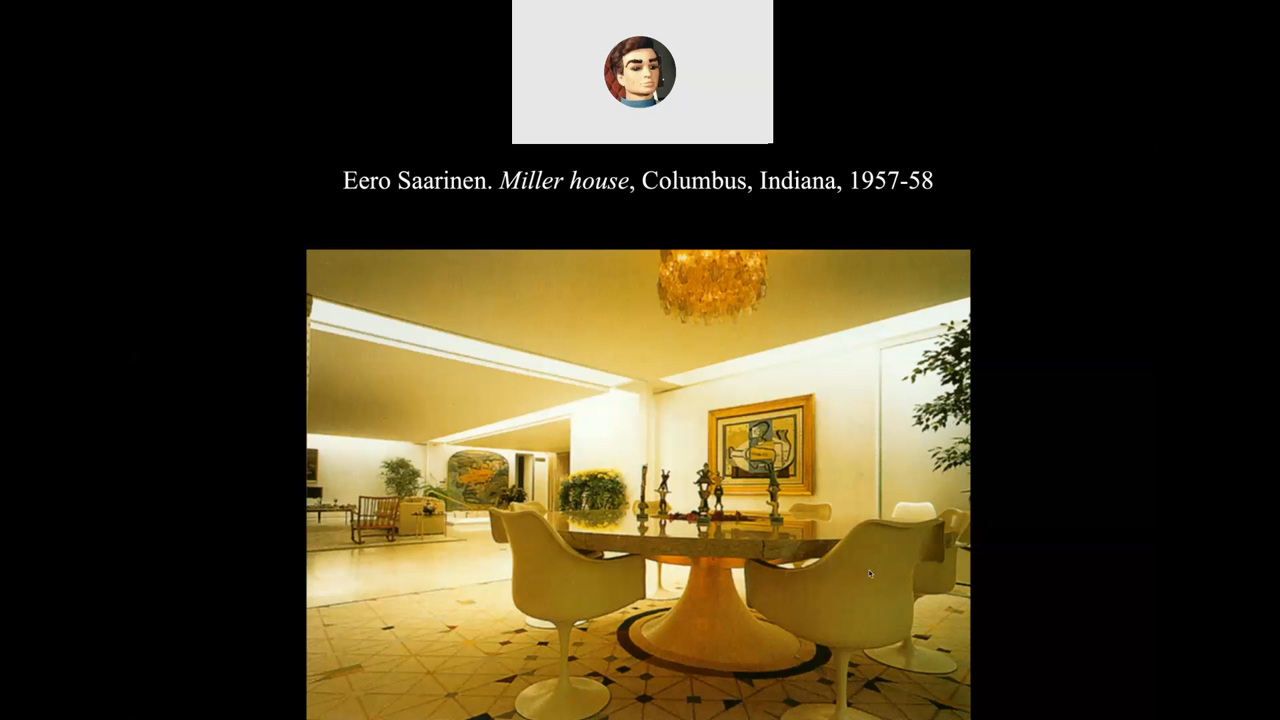 Eero Saarinen. Miller house, Columbus, Indiana, 1957-58